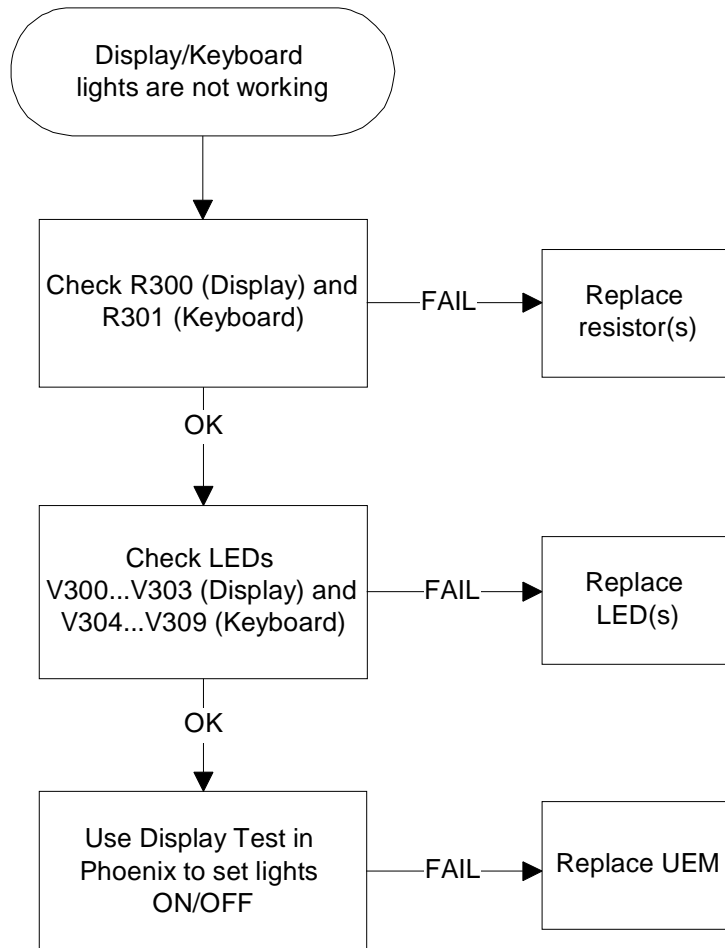 Display/Keyboard
lights are not working
Check R300 (Display) and
R301 (Keyboard)
FAIL
Replace
resistor(s)
OK
Check LEDs
V300...V303 (Display) and
V304...V309 (Keyboard)
FAIL
Replace
LED(s)
OK
Use Display Test in
Phoenix to set lights
ON/OFF
FAIL
Replace UEM